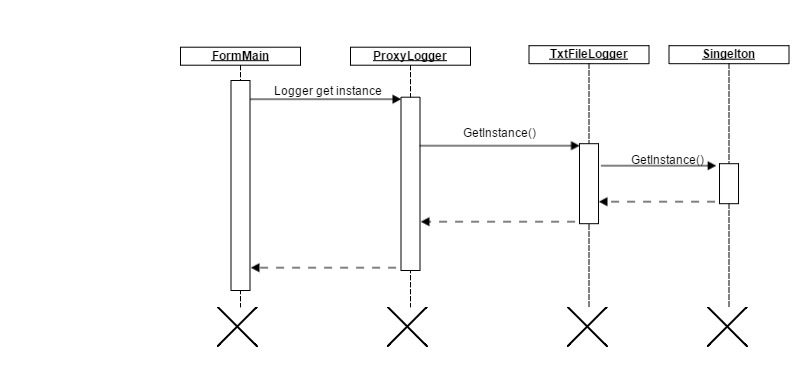 FormMain
ProxyLogger
TxtFileLogger
Singelton
Logger get instance
GetInstance()
GetInstance()